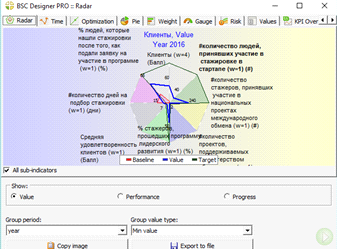 BSC Designer PRO :: Radar
Radar
Time
Optimization
Pie
Weight
Gauge
Risk
Values
KPI Over
Клиенты, Value
Year 2016
% людей, которые
нашли стажировки
после того, как
подали заявку на
участие в программе
(w=1) (%)
Клиенты (w=4)
(Балл)
#количество людей,
принявших участие в
стажировке в
стартапе (w=1) (#)
#количество
стажеров, принявших
участие в
национальных
проектах
международного
обмена (w=1) (#)
#количество дней на
подбор стажировки
(w=1) (дни)
Средняя
удовлетворенность
клиентов (w=1)
(Балл)
% стажеров,
прошедших программу
лидерского
развития (w=1) (%)
#количество
проектов,
поддерживаемых
Baseline
Value
Target
All sub-indicators
Show:
Value
Performance
Progress
Group period:
Group value type:
year
Min value
Copy image
Export to file